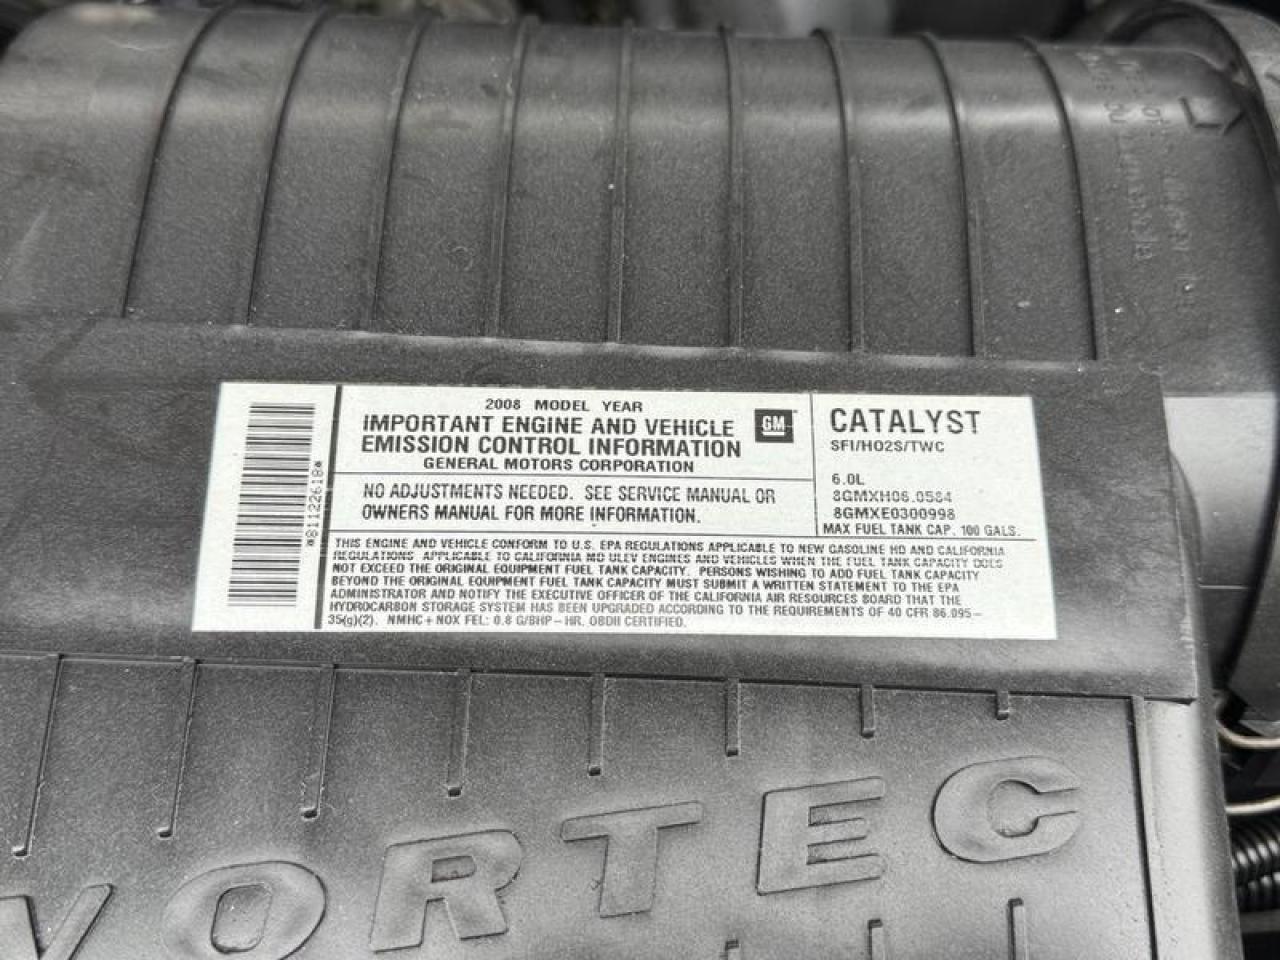 *81122618*
2008 MODEL YEAR
IMPORTANT ENGINE AND VEHICLE
EMISSION CONTROL INFORMATION
GENERAL MOTORS CORPORATION
GM
NO ADJUSTMENTS NEEDED. SEE SERVICE MANUAL OR
OWNERS MANUAL FOR MORE INFORMATION.
CATALYST
SFI/HO2S/TWC
6.0L
8GMXH06.0584
8GMXE0300998
MAX FUEL TANK CAP. 100 GALS.
THIS ENGINE AND VEHICLE CONFORM TO U.S. EPA REGULATIONS APPLICABLE TO NEW GASOLINE HD AND CALIFORNIA
REGULATIONS APPLICABLE TO CALIFORNIA MD ULEV ENGINES AND VEHICLES WHEN THE FUEL TANK CAPACITY DOES
NOT EXCEED THE ORIGINAL EQUIPMENT FUEL TANK CAPACITY. PERSONS WISHING TO ADD FUEL TANK CAPACITY
BEYOND THE ORIGINAL EQUIPMENT FUEL TANK CAPACITY MUST SUBMIT A WRITTEN STATEMENT TO THE EPA
ADMINISTRATOR AND NOTIFY THE EXECUTIVE OFFICER OF THE CALIFORNIA AIR RESOURCES BOARD THAT THE
HYDROCARBON STORAGE SYSTEM HAS BEEN UPGRADED ACCORDING TO THE REQUIREMENTS OF 40 CFR 86.095-
35(g)(2). NMHC+NOX FEL: 0.8 G/BHP-HR. OBDII CERTIFIED.
VORTEC